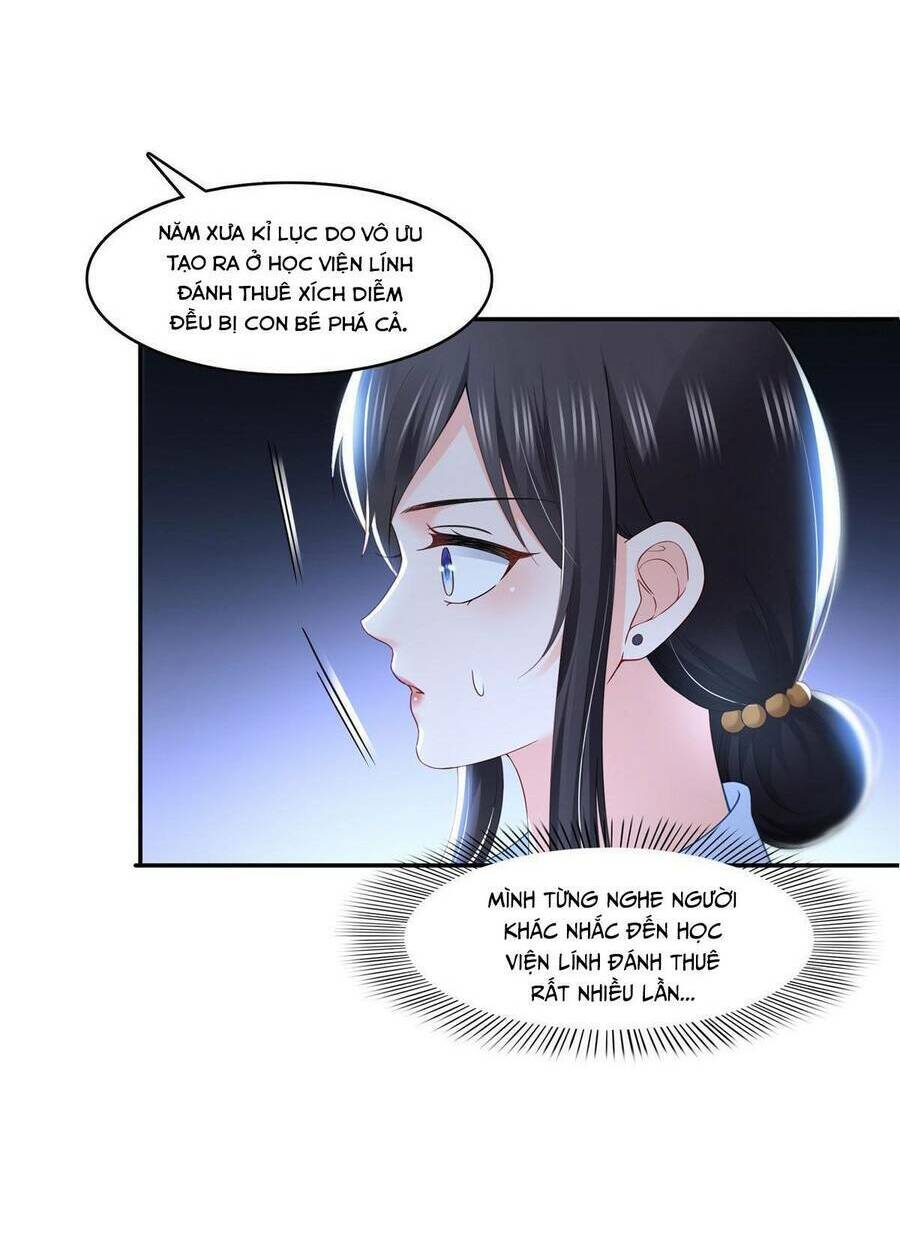 NĂM XƯA KỈ LỤC DO VÔ ƯU
TẠO RA Ở HỌC VIỆN LÍNH
ĐÁNH THUÊ XÍCH DIỄM
ĐỀU BỊ CON BÉ PHÁ CẢ.
MÌNH TỪNG NGHE NGƯỜI
KHÁC NHẮC ĐẾN HỌC
VIỆN LÍNH ĐÁNH THUÊ
RẤT NHIỀU LẦN...